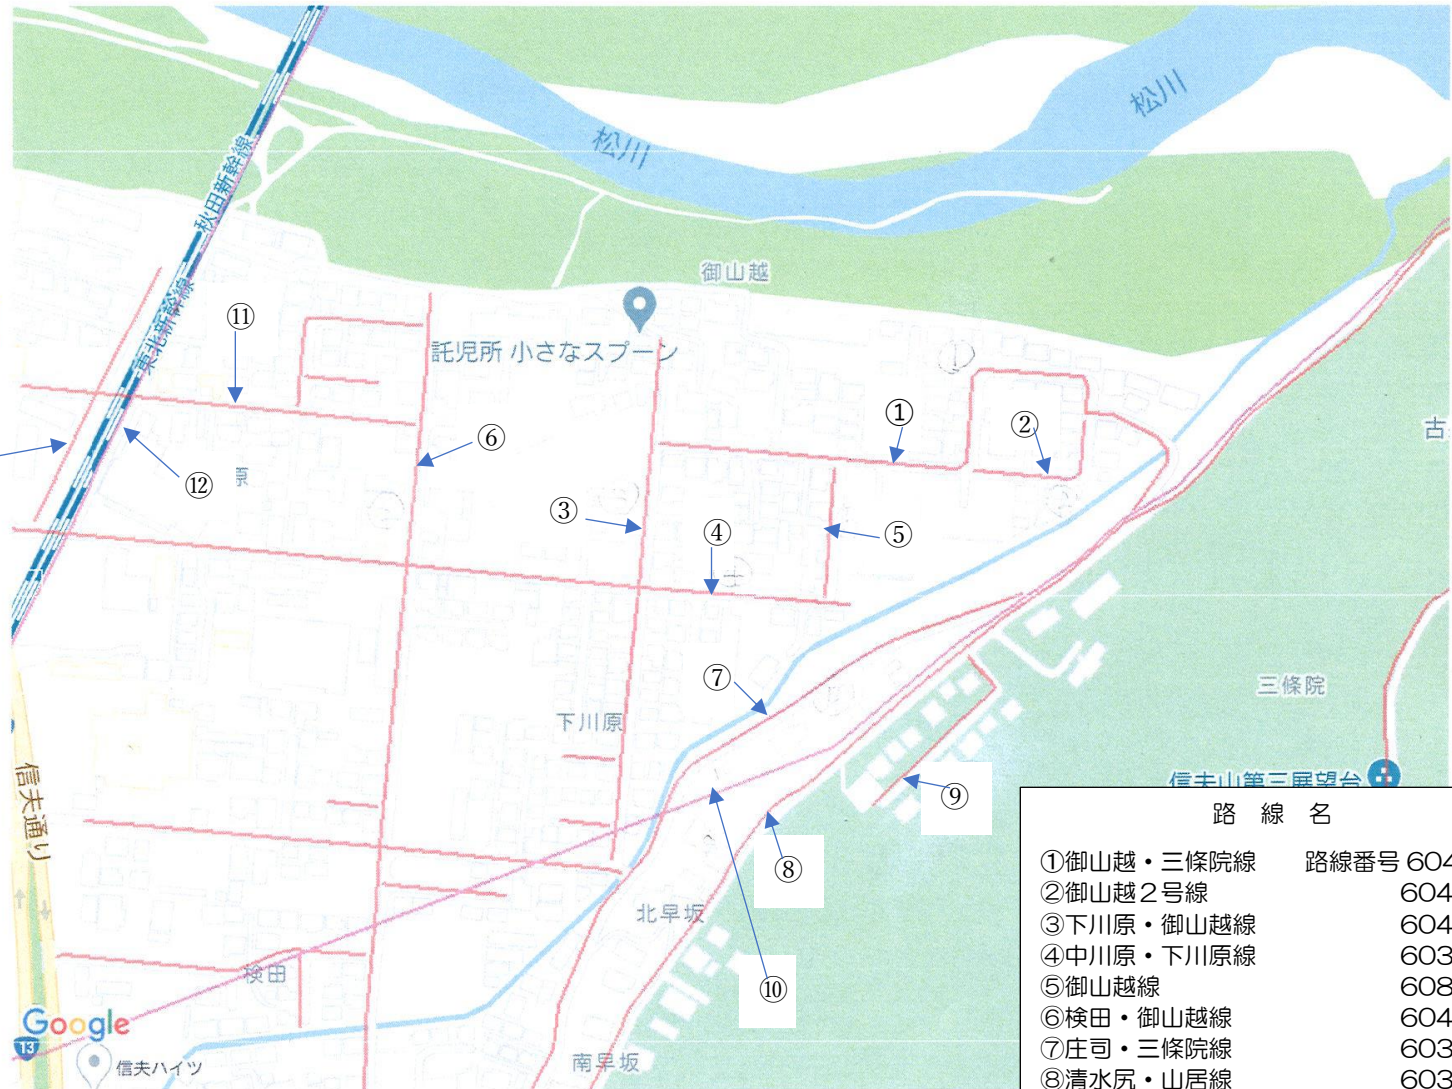 松川
松川
秋田新幹線
東北新幹線
御山越
託児所 小さなスプーン
⑪
⑥
①
②
古
⑫
原
③
④
⑤
⑦
三條院
下川原
信夫山第三展望台
信夫通り
⑨
⑧
北早坂
⑩
検田
Google
13
信夫ハイツ
南早坂
路 線 名
①御山越・三條院線 路線番号 604
②御山越2号線 604
③下川原・御山越線 604
④中川原・下川原線 603
⑤御山越線 608
⑥検田・御山越線 604
⑦庄司・三條院線 603
⑧清水尻・山居線 603